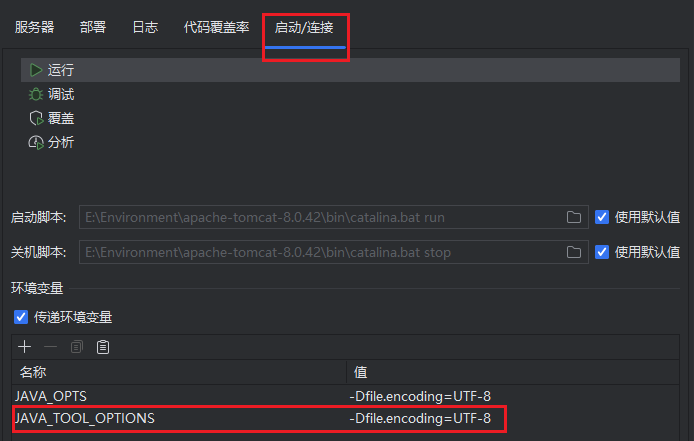 服务器 部署 日志 代码覆盖率 启动/连接
运行
调试
覆盖
分析
启动脚本: E:\Environment\apache-tomcat-8.0.42\bin\catalina.bat run 使用默认值
关机脚本: E:\Environment\apache-tomcat-8.0.42\bin\catalina.bat stop 使用默认值
环境变量
传递环境变量
名称 值
JAVA_OPTS -Dfile.encoding=UTF-8
JAVA_TOOL_OPTIONS -Dfile.encoding=UTF-8